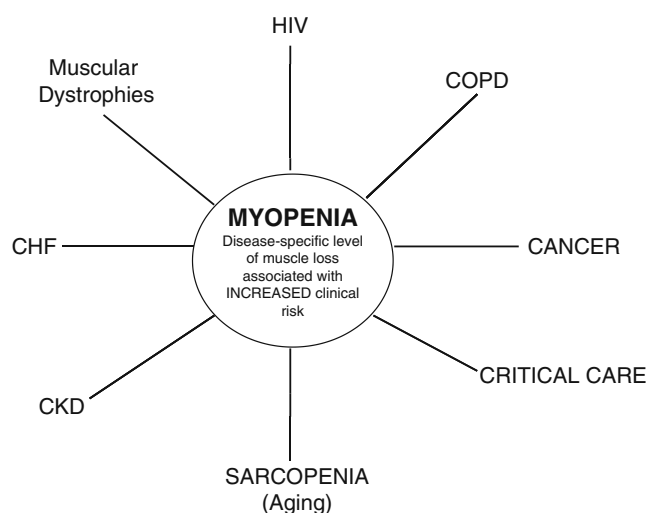 HIV
Muscular
Dystrophies
COPD
MYOPENIA
Disease-specific level
of muscle loss
associated with
INCREASED clinical
risk
CHF
CANCER
CRITICAL CARE
CKD
SARCOPENIA
(Aging)